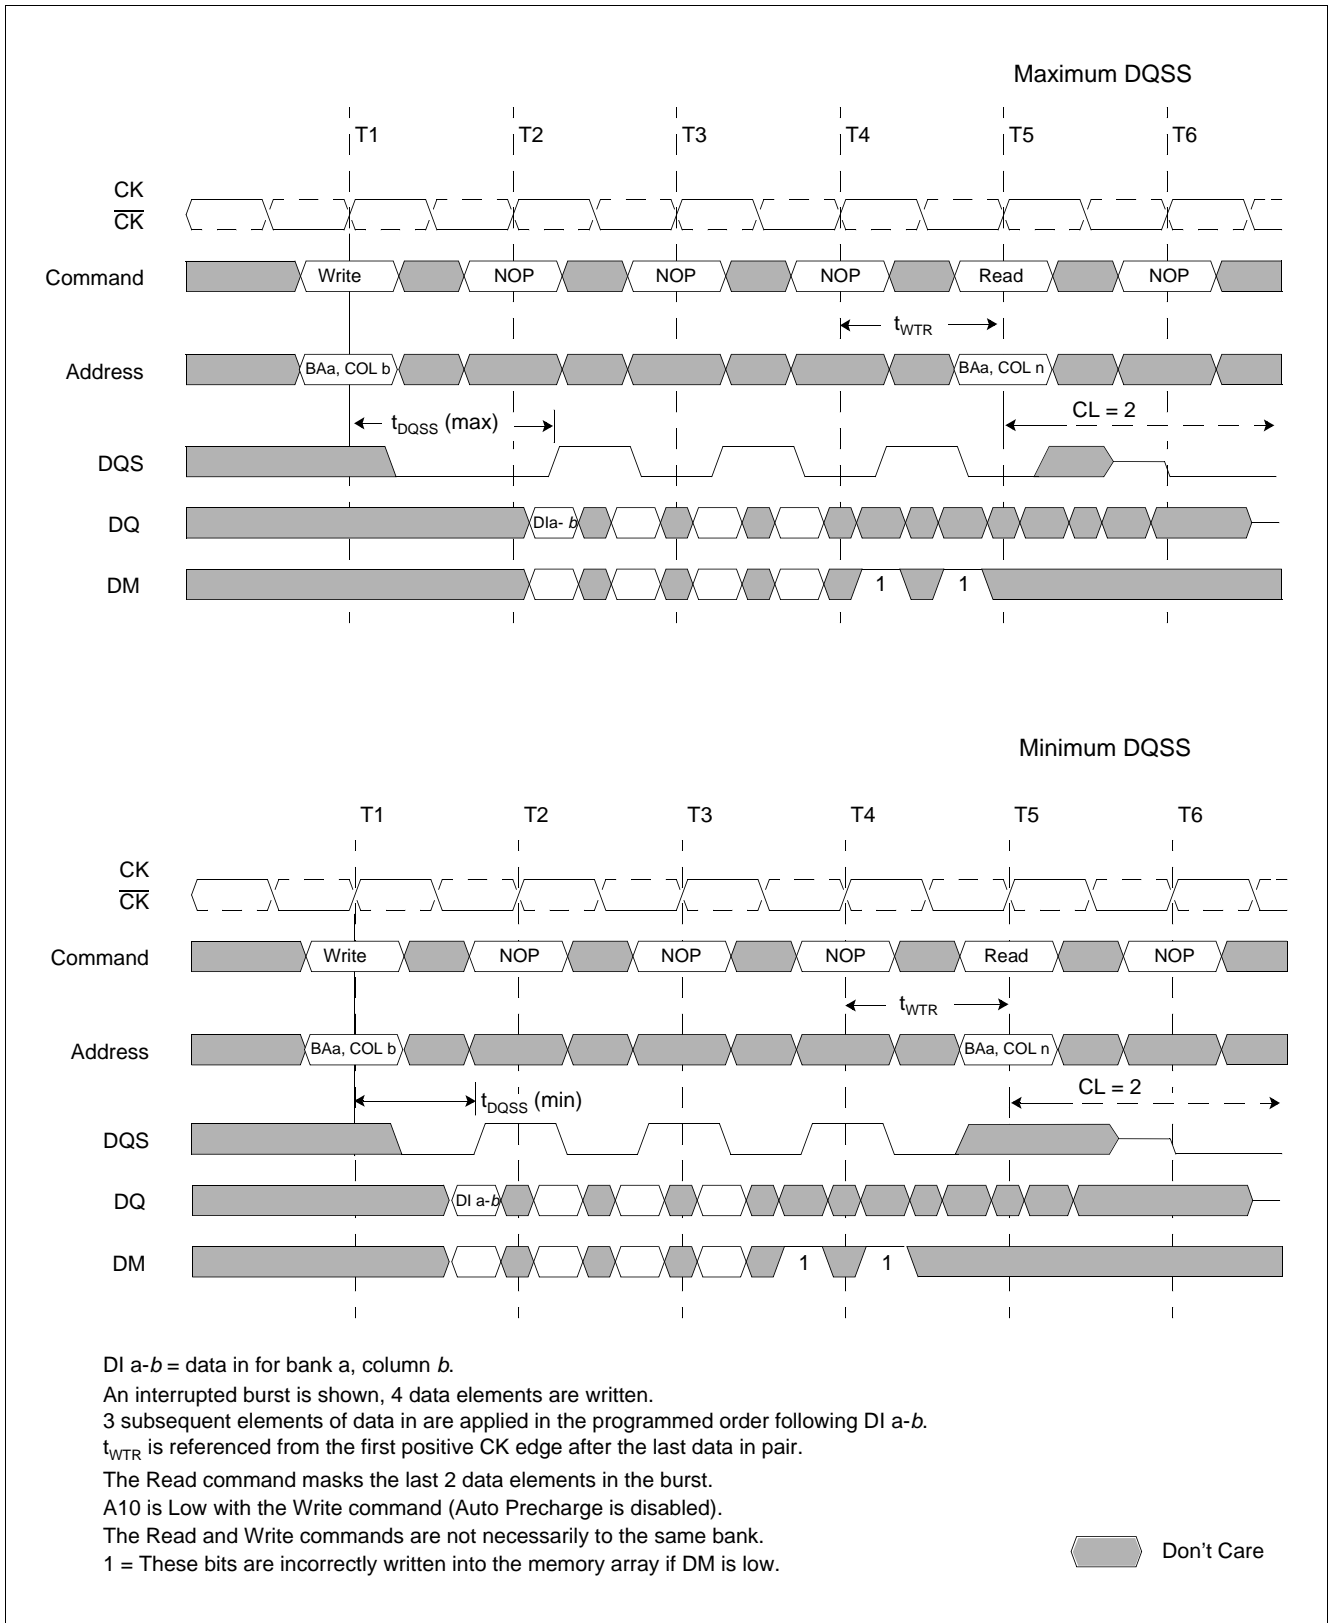 Maximum DQSS
T1 T2 T3 T4 T5 T6
CK
CK
Command Write NOP NOP NOP Read NOP
tWTR
Address BAa, COL b BAa, COL n
tDQSS (max) CL = 2
DQS
DQ DIa- b
DM 1 1
Minimum DQSS
T1 T2 T3 T4 T5 T6
CK
CK
Command Write NOP NOP NOP Read NOP
tWTR
Address BAa, COL b BAa, COL n
tDQSS (min) CL = 2
DQS
DQ DI a-b
DM 1 1
DI a-b = data in for bank a, column b.
An interrupted burst is shown, 4 data elements are written.
3 subsequent elements of data in are applied in the programmed order following DI a-b.
tWTR is referenced from the first positive CK edge after the last data in pair.
The Read command masks the last 2 data elements in the burst.
A10 is Low with the Write command (Auto Precharge is disabled).
The Read and Write commands are not necessarily to the same bank.
1 = These bits are incorrectly written into the memory array if DM is low.
Don't Care